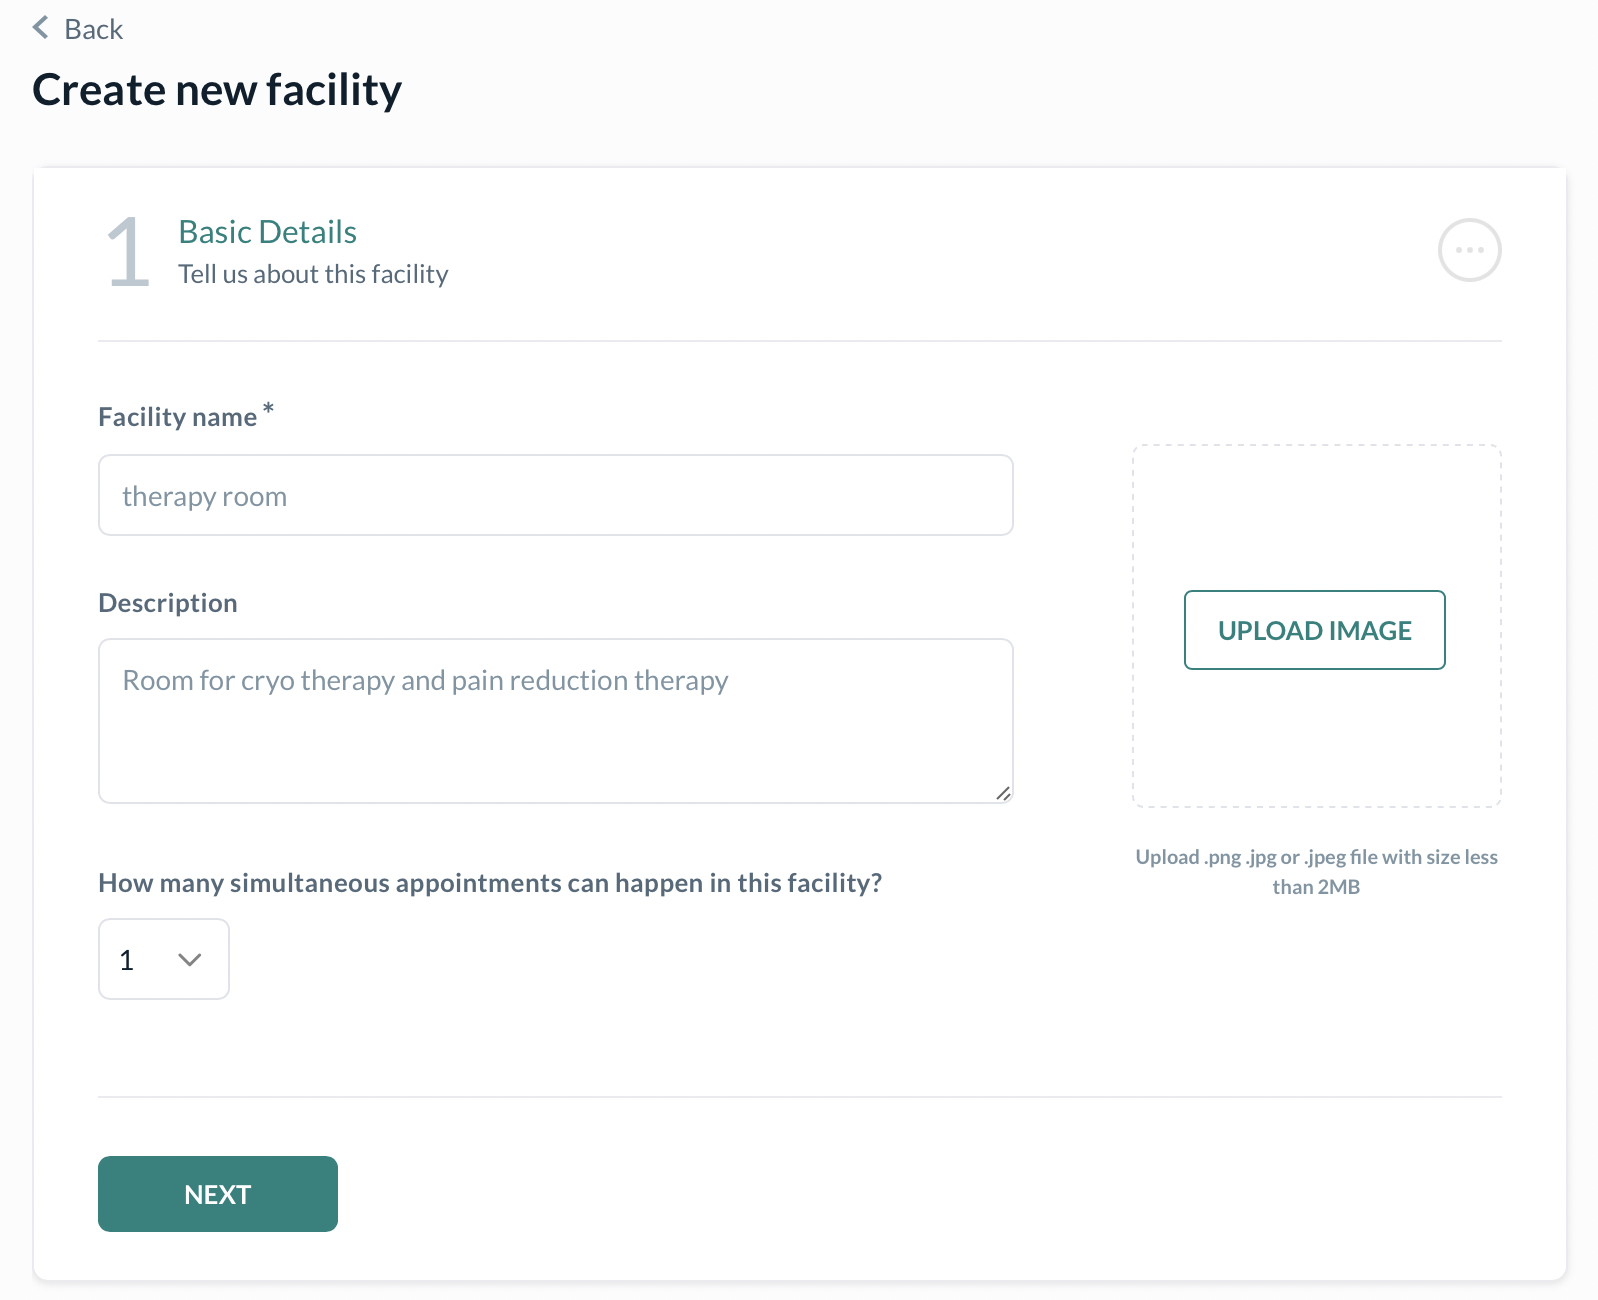 Back
Create new facility
1
Basic Details
Tell us about this facility
Facility name *
therapy room
Description
Room for cryo therapy and pain reduction therapy
UPLOAD IMAGE
Upload .png .jpg or .jpeg file with size less
than 2MB
How many simultaneous appointments can happen in this facility?
1
NEXT